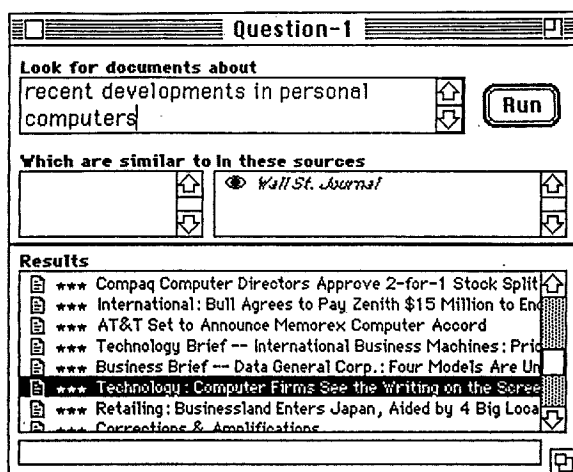 Question-1
Look for documents about
recent developments in personal
computers
Run
Which are similar to In these sources
Wall St. Journal
Results
*** Compaq Computer Directors Approve 2-for-1 Stock Split
*** International: Bull Agrees to Pay Zenith $15 Million to End
*** AT&T Set to Announce Memorex Computer Accord
*** Technology Brief -- International Business Machines: Pric
*** Business Brief -- Data General Corp.: Four Models Are Un
*** Technology: Computer Firms See the Writing on the Scree
*** Retailing: Businessland Enters Japan, Aided by 4 Big Loca
*** Corrections & Amplifications